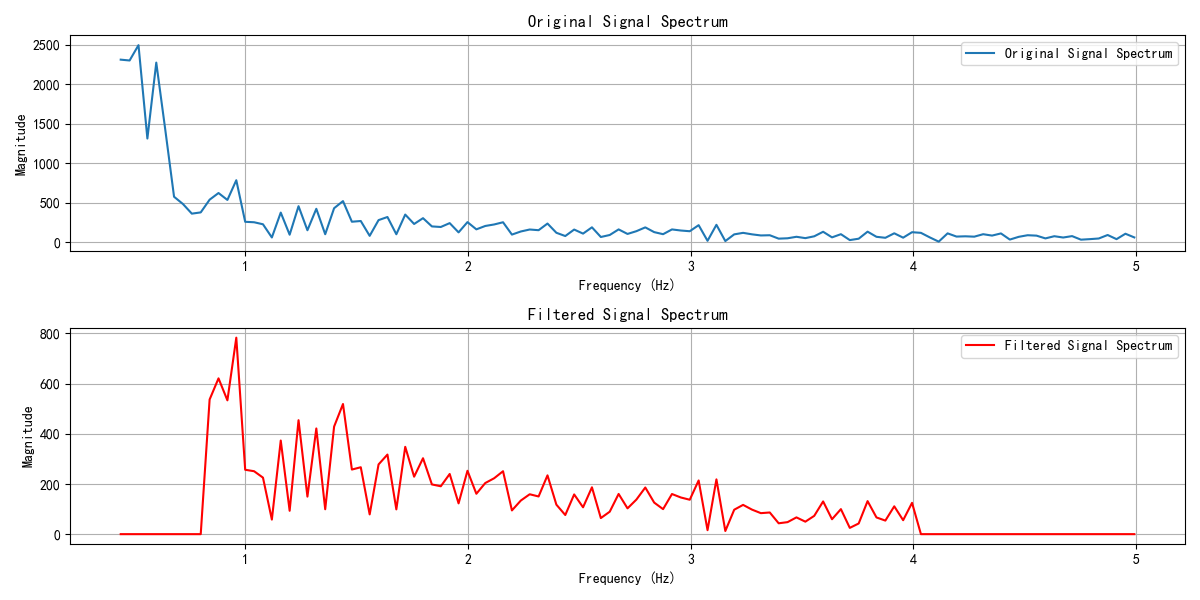 Original Signal Spectrum
2500
2000
1500
1000
500
0
Magnitude
Original Signal Spectrum
1 2 3 4 5
Frequency (Hz)
Filtered Signal Spectrum
800
600
400
200
0
Magnitude
Filtered Signal Spectrum
1 2 3 4 5
Frequency (Hz)